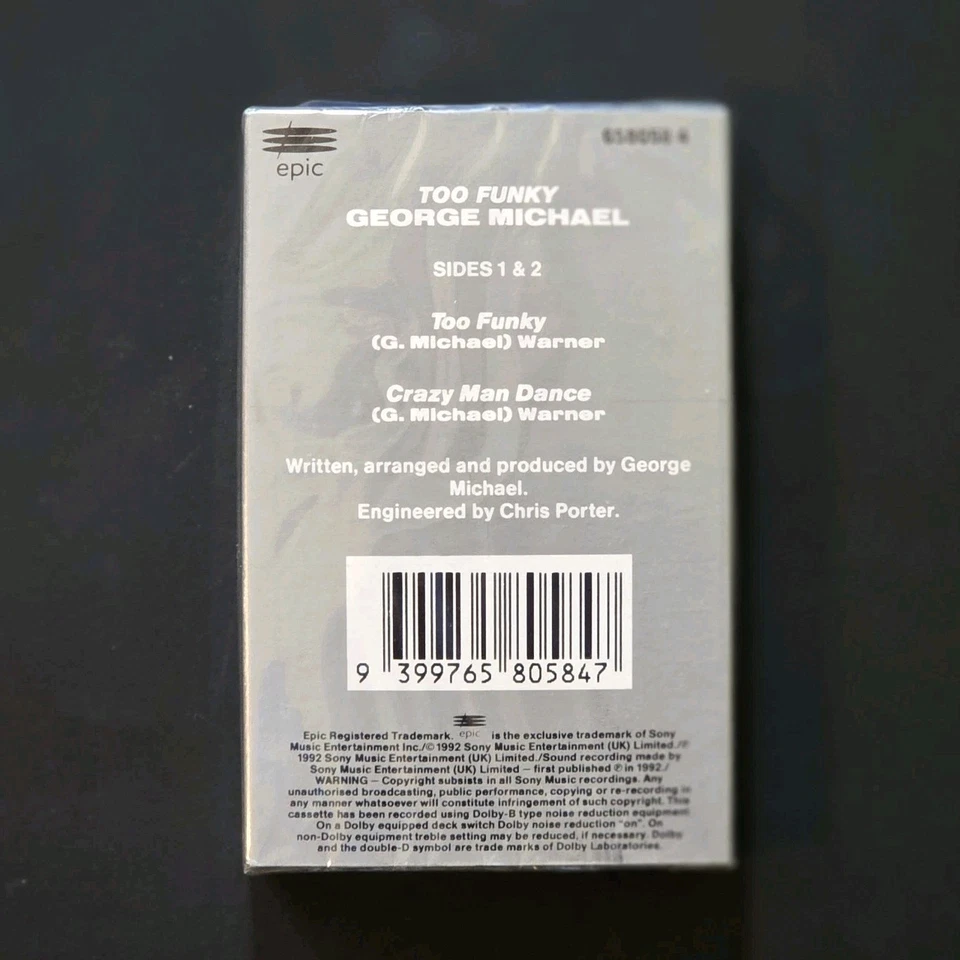 epic
TOO FUNKY
GEORGE MICHAEL
SIDES 1 & 2
Too Funky
(G. Michael) Warner
Crazy Man Dance
(G. Michael) Warner
Written, arranged and produced by George
Michael.
Engineered by Chris Porter.
9 399765 805847
Epic Registered Trademark. epic is the exclusive trademark of Sony
Music Entertainment Inc./© 1992 Sony Music Entertainment (UK) Limited./℗
1992 Sony Music Entertainment (UK) Limited./Sound recording made by
Sony Music Entertainment (UK) Limited – first published ℗ in 1992./
WARNING – Copyright subsists in all Sony Music recordings. Any
unauthorised broadcasting, public performance, copying or re-recording in
any manner whatsoever will constitute infringement of such copyright. This
cassette has been recorded using Dolby-B type noise reduction equipment.
On a Dolby equipped deck switch Dolby noise reduction "on". On
non-Dolby equipment treble setting may be reduced, if necessary. Dolby
and the double-D symbol are trade marks of Dolby Laboratories.